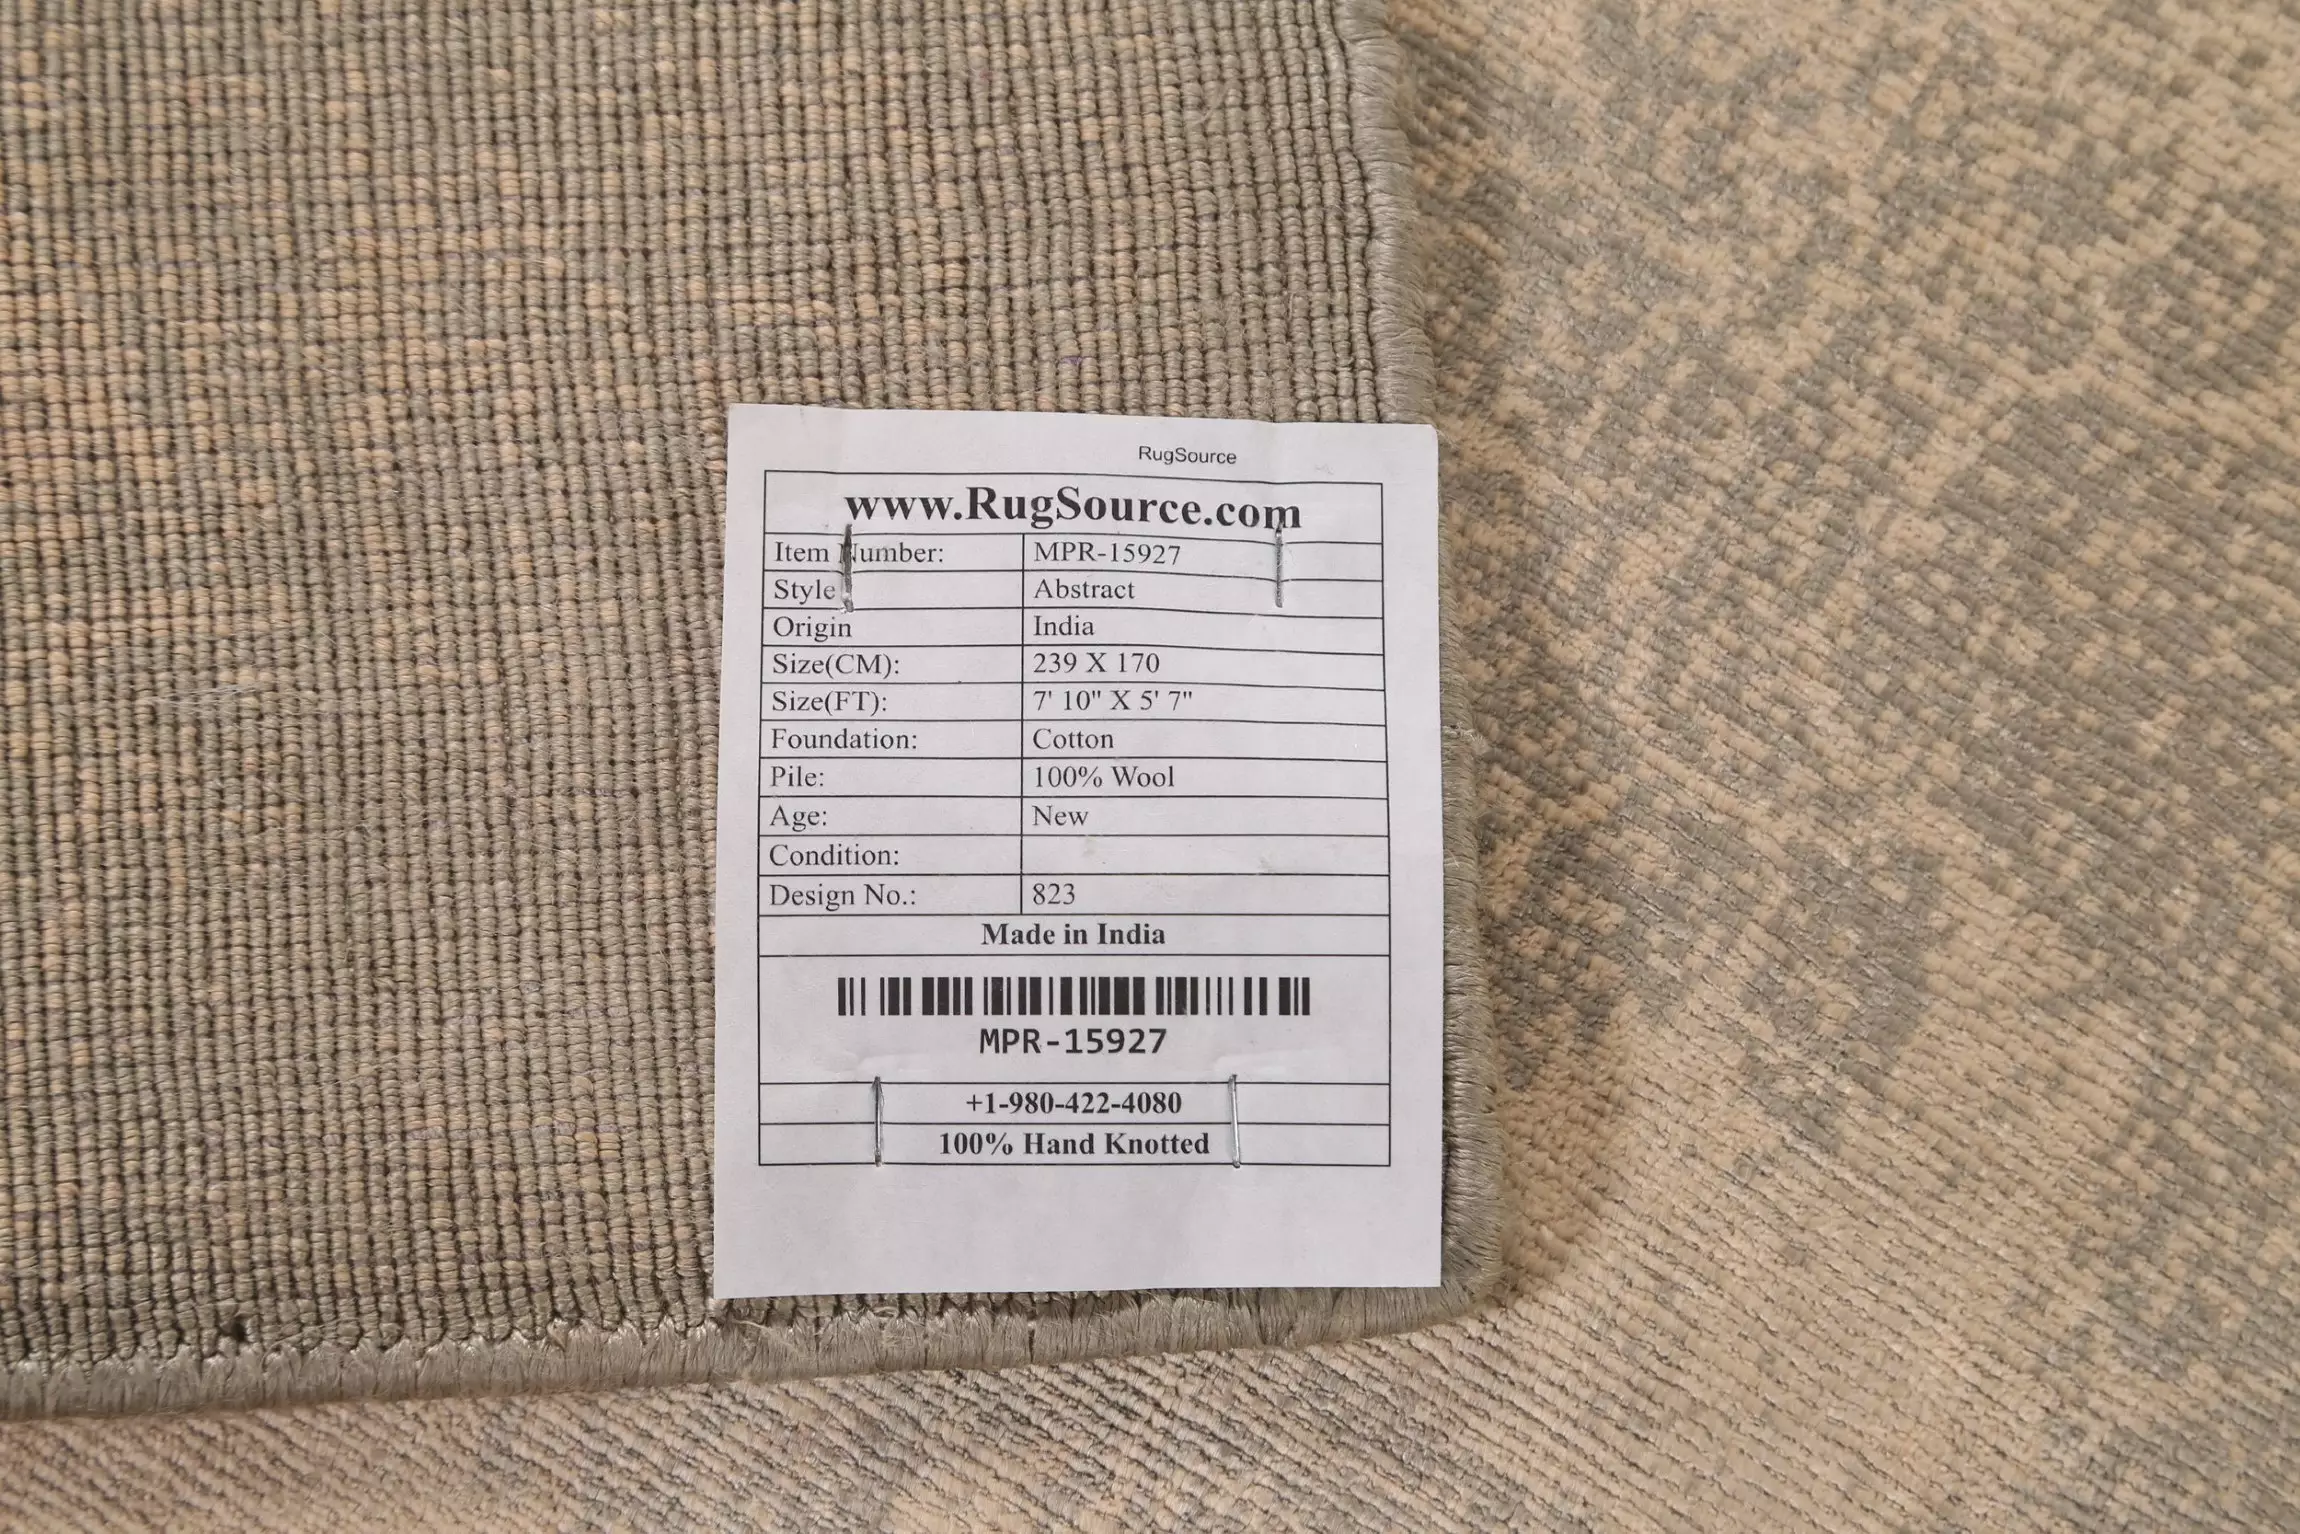 RugSource
www.RugSource.com
Item Number: MPR-15927
Style Abstract
Origin India
Size(CM): 239 X 170
Size(FT): 7' 10" X 5' 7"
Foundation: Cotton
Pile: 100% Wool
Age: New
Condition:
Design No.: 823
Made in India
MPR-15927
+1-980-422-4080
100% Hand Knotted